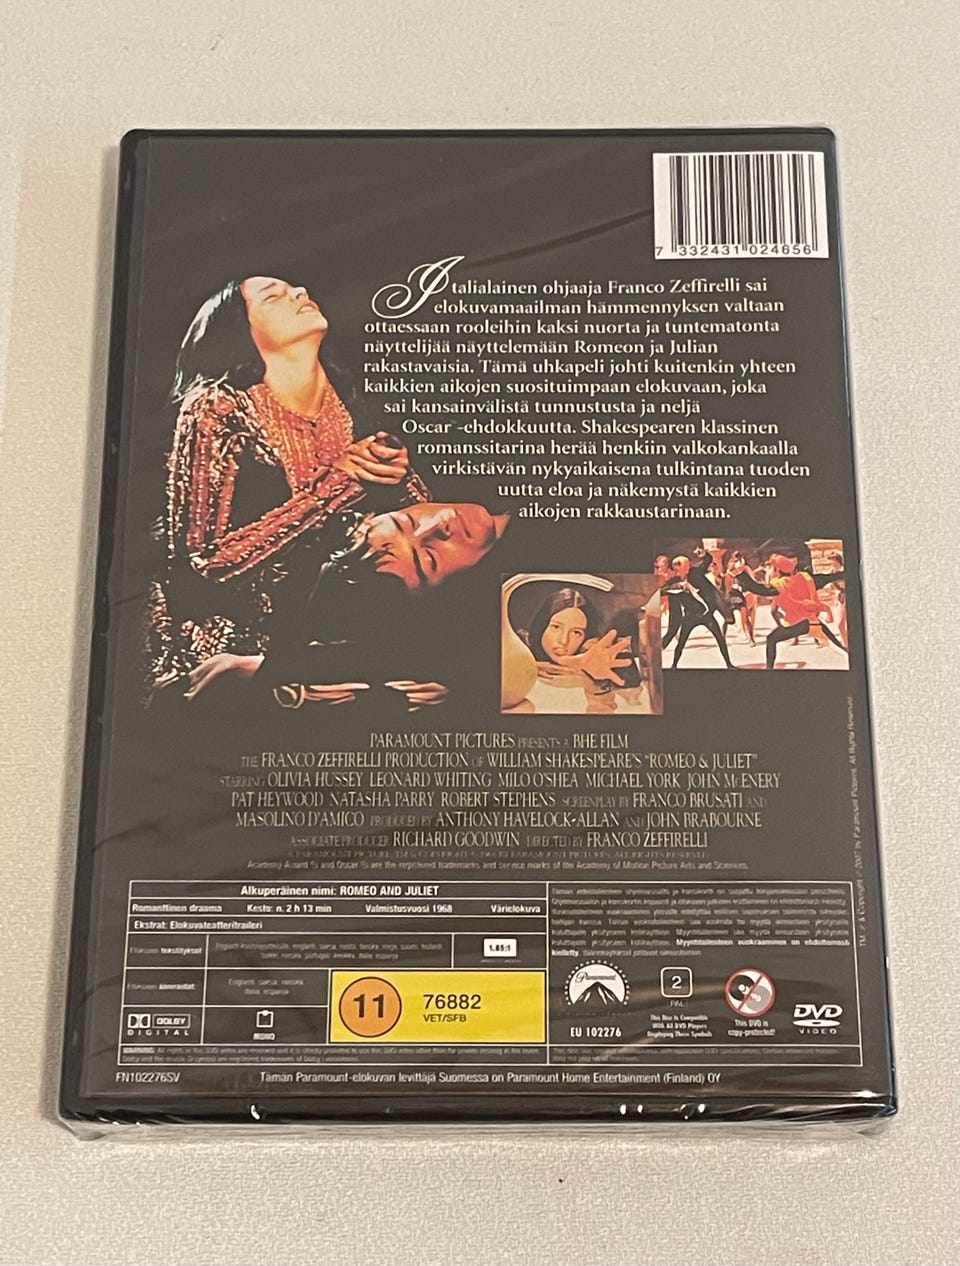 7 332431 024656
Italialainen ohjaaja Franco Zeffirelli sai
elokuvamaailman hämmennyksen valtaan
ottaessaan rooleihin kaksi nuorta ja tuntematonta
näyttelijää näyttelemään Romeon ja Julian
rakastavaisia. Tämä uhkapeli johti kuitenkin yhteen
kaikkien aikojen suosituimpaan elokuvaan, joka
sai kansainvälistä tunnustusta ja neljä
Oscar -ehdokkuutta. Shakespearen klassinen
romanssitarina herää henkiin valkokankaalla
virkistävän nykyaikaisena tulkintana tuoden
uutta eloa ja näkemystä kaikkien
aikojen rakkaustarinaan.
PARAMOUNT PICTURES PRESENTS A BHE FILM
THE FRANCO ZEFFIRELLI PRODUCTION OF WILLIAM SHAKESPEARE'S "ROMEO & JULIET"
STARRING OLIVIA HUSSEY LEONARD WHITING MILO O'SHEA MICHAEL YORK JOHN McENERY
PAT HEYWOOD NATASHA PARRY ROBERT STEPHENS SCREENPLAY BY FRANCO BRUSATI AND
MASOLINO D'AMICO PRODUCED BY ANTHONY HAVELOCK-ALLAN AND JOHN BRABOURNE
ASSOCIATE PRODUCER RICHARD GOODWIN DIRECTED BY FRANCO ZEFFIRELLI
Academy Award ® and Oscar ® are the registered trademarks and service marks of the Academy of Motion Picture Arts and Sciences.
Alkuperäinen nimi: ROMEO AND JULIET
Romanttinen draama Kesto: n. 2 h 13 min Valmistusvuosi 1968 Värielokuva
Ekstrat: Elokuvateatteritraileri
Elokuvan tekstitykset
1.85:1
Elokuvan ääniraidat
DOLBY
DIGITAL
MONO
11
76882
VET/SFB
Paramount
EU 102276
2
PAL
This Disc is Compatible
With All DVD Players
Displaying These Symbols
This DVD is
copy-protected!
DVD
VIDEO
FN102276SV
Tämän Paramount-elokuvan levittäjä Suomessa on Paramount Home Entertainment (Finland) OY